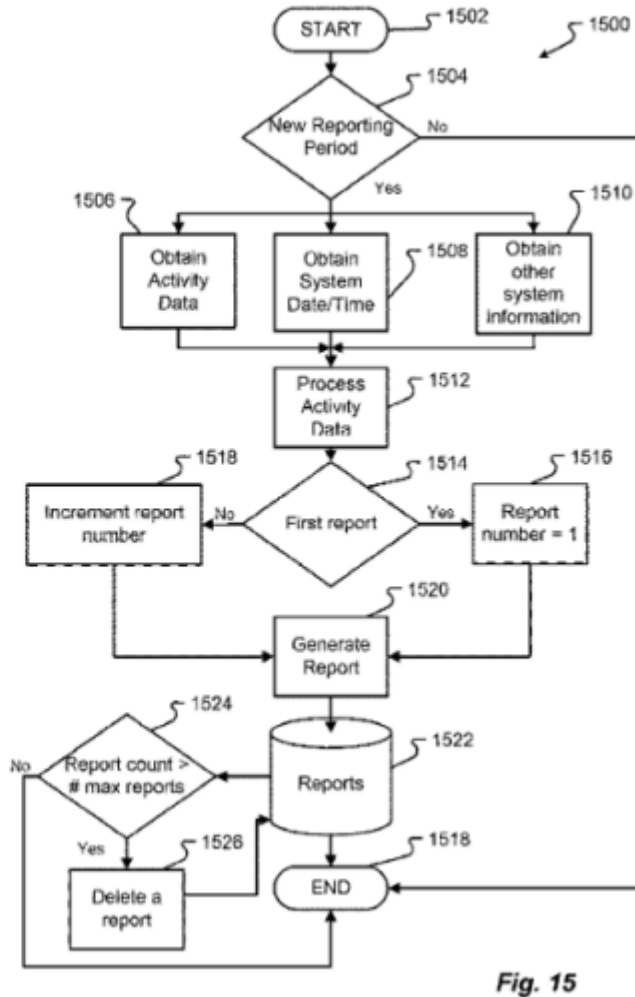 START
1502
1500
1504
New Reporting
Period
No
Yes
1506
1510
Obtain
Activity
Data
Obtain
System
Date/Time
1508
Obtain
other
system
information
Process
Activity
Data
1512
1518
1514
1516
Increment report
number
No
First report
Yes
Report
number = 1
1520
Generate
Report
1524
No
Report count >
# max reports
Reports
1522
Yes
1526
1518
Delete a
report
END
Fig. 15